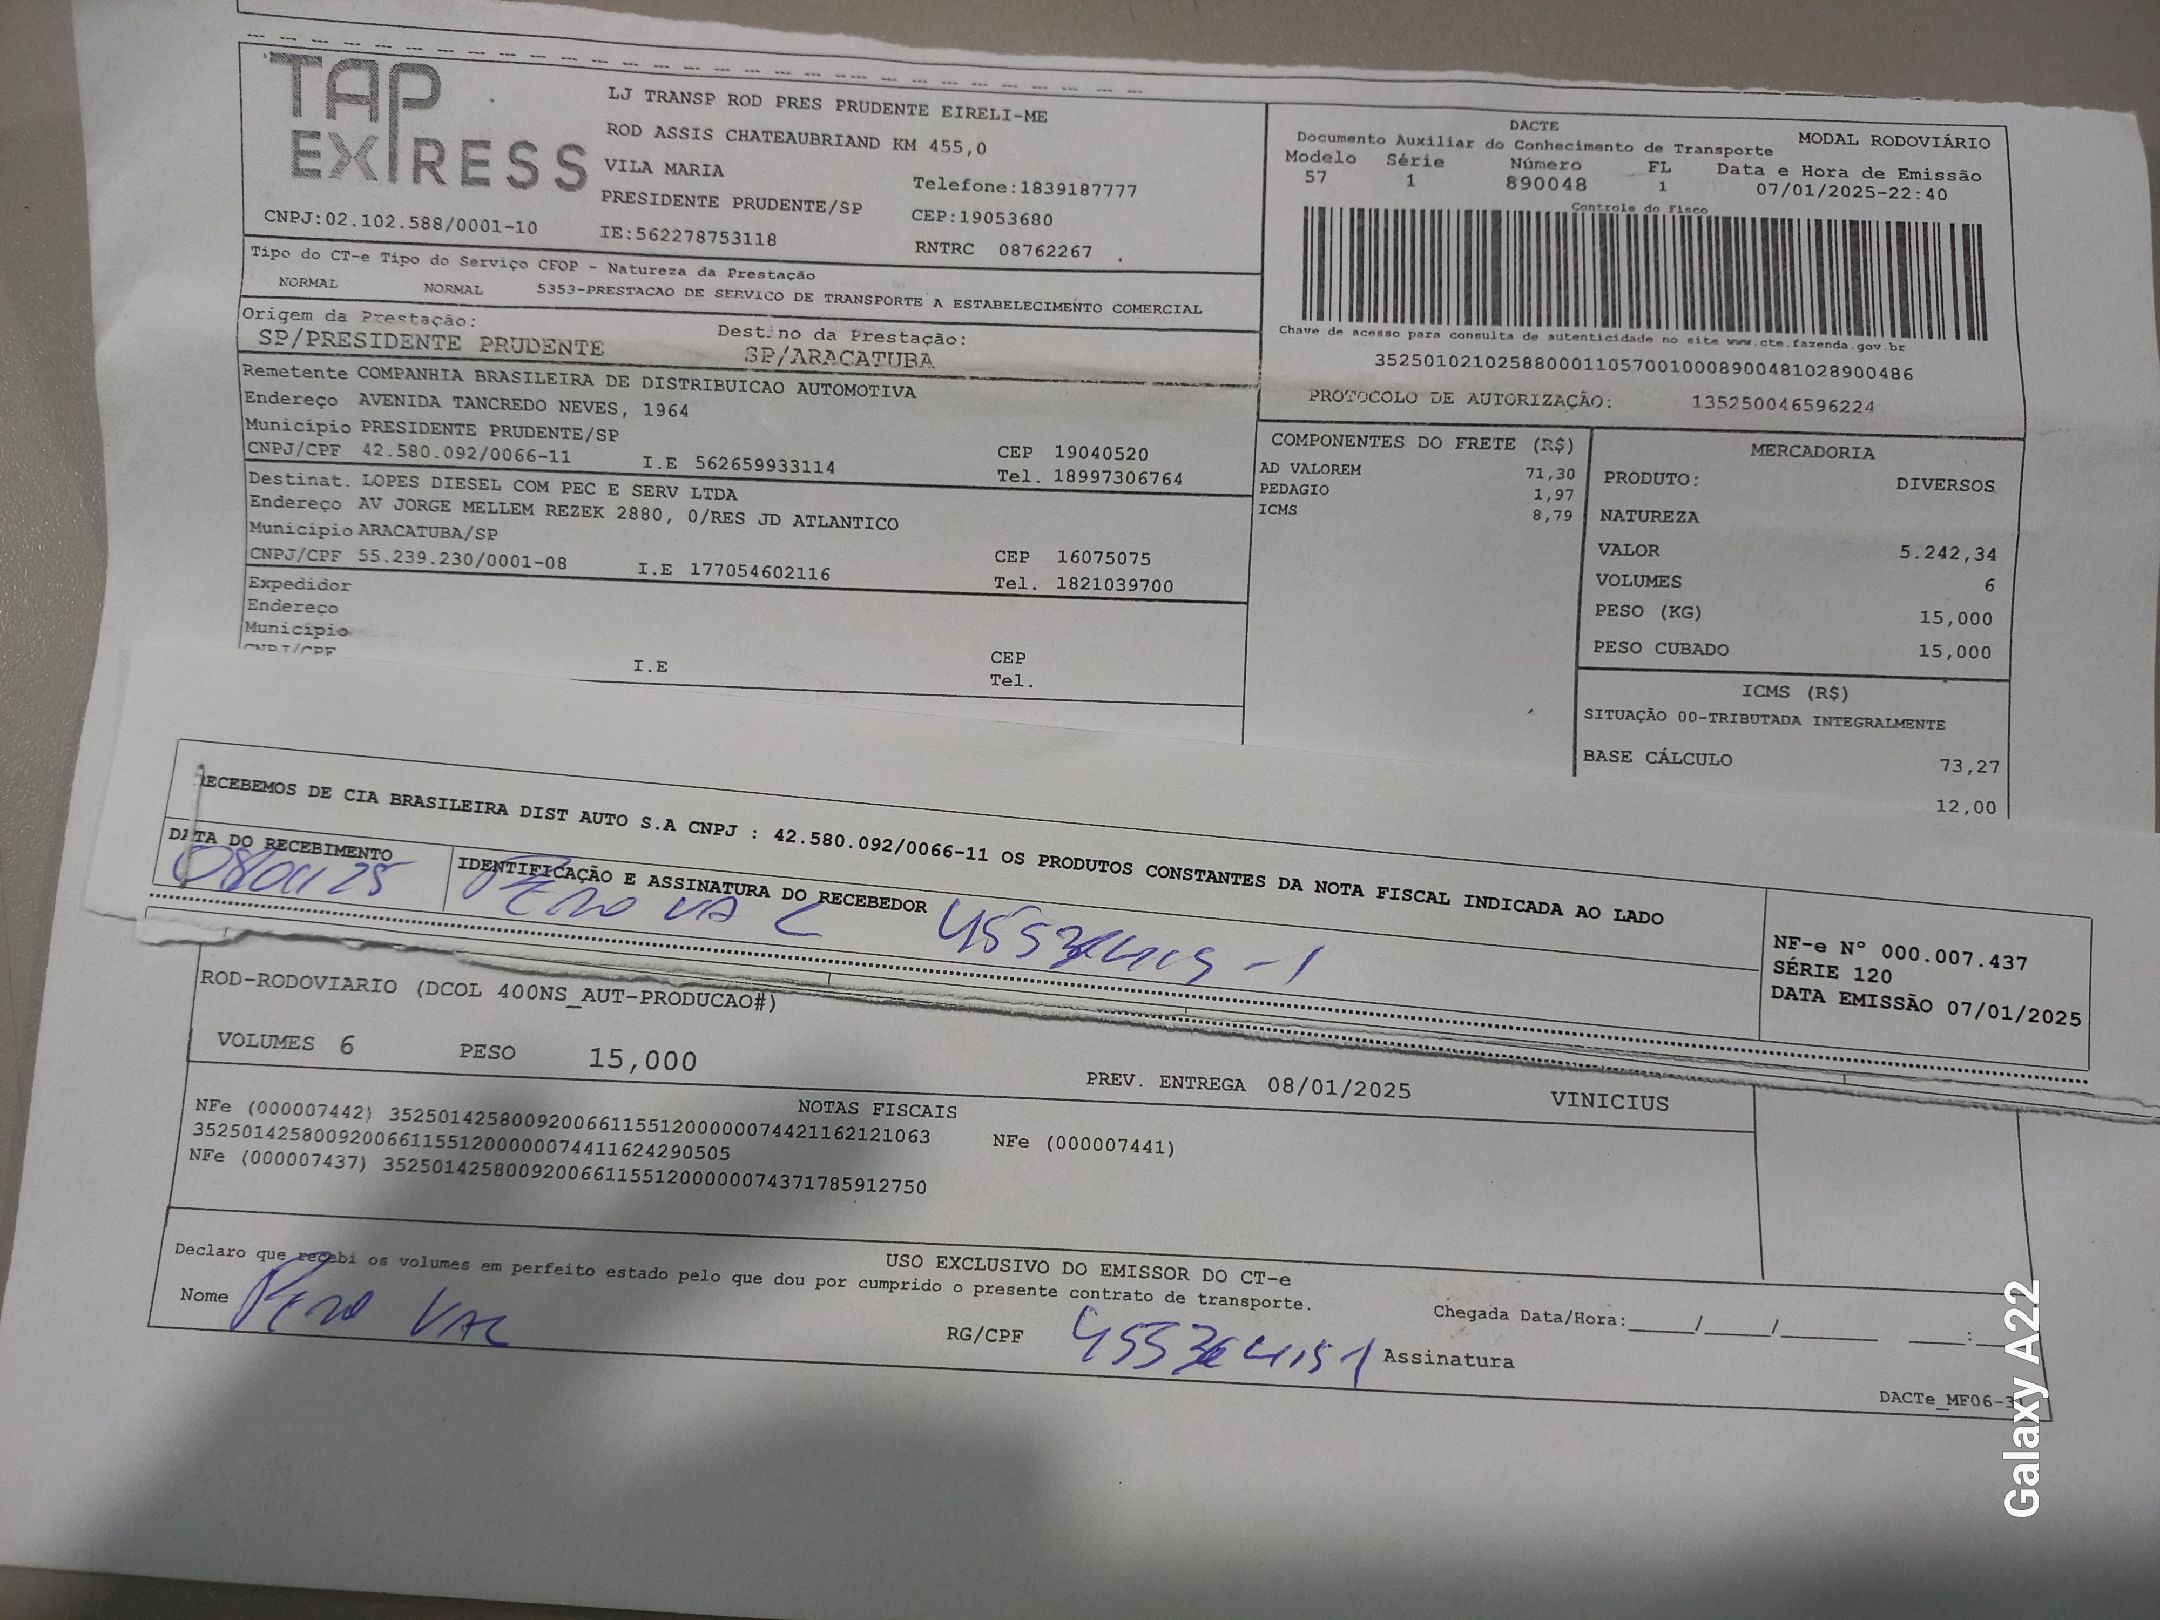 TAP EXPRESS
LJ TRANSP ROD PRES PRUDENTE EIRELI-ME
ROD ASSIS CHATEAUBRIAND KM 455,0
VILA MARIA
Telefone:1839187777
PRESIDENTE PRUDENTE/SP
CEP:19053680
CNPJ:02.102.588/0001-10
IE:562278753118
RNTRC 08762267
DACTE
MODAL RODOVIÁRIO
Documento Auxiliar do Conhecimento de Transporte
Modelo Série Número FL Data e Hora de Emissão
57 1 890048 1 07/01/2025-22:40
Controle do Fisco
Chave de acesso para consulta de autenticidade no site www.cte.fazenda.gov.br
35250102102588000110570010008900481028900486
PROTOCOLO DE AUTORIZAÇÃO: 135250046596224
Tipo do CT-e Tipo do Serviço CFOP - Natureza da Prestação
NORMAL NORMAL 5353-PRESTACAO DE SERVICO DE TRANSPORTE A ESTABELECIMENTO COMERCIAL
Origem da Prestação: Destino da Prestação:
SP/PRESIDENTE PRUDENTE SP/ARACATUBA
Remetente COMPANHIA BRASILEIRA DE DISTRIBUICAO AUTOMOTIVA
Endereço AVENIDA TANCREDO NEVES, 1964
Município PRESIDENTE PRUDENTE/SP CEP 19040520
CNPJ/CPF 42.580.092/0066-11 I.E 562659933114 Tel. 18997306764
Destinat. LOPES DIESEL COM PEC E SERV LTDA
Endereço AV JORGE MELLEM REZEK 2880, 0/RES JD ATLANTICO
Município ARACATUBA/SP CEP 16075075
CNPJ/CPF 55.239.230/0001-08 I.E 177054602116 Tel. 1821039700
Expedidor
Endereço
Município CEP
CNPJ/CPF I.E Tel.
COMPONENTES DO FRETE (R$)
AD VALOREM 71,30
PEDAGIO 1,97
ICMS 8,79
MERCADORIA
PRODUTO: DIVERSOS
NATUREZA
VALOR 5.242,34
VOLUMES 6
PESO (KG) 15,000
PESO CUBADO 15,000
ICMS (R$)
SITUAÇÃO 00-TRIBUTADA INTEGRALMENTE
BASE CÁLCULO 73,27
12,00
RECEBEMOS DE CIA BRASILEIRA DIST AUTO S.A CNPJ : 42.580.092/0066-11 OS PRODUTOS CONSTANTES DA NOTA FISCAL INDICADA AO LADO
DATA DO RECEBIMENTO
IDENTIFICAÇÃO E ASSINATURA DO RECEBEDOR
08/01/25
NF-e Nº 000.007.437
SÉRIE 120
DATA EMISSÃO 07/01/2025
ROD-RODOVIARIO (DCOL 400NS_AUT-PRODUCAO#)
VOLUMES 6 PESO 15,000 PREV. ENTREGA 08/01/2025 VINICIUS
NOTAS FISCAIS
NFe (000007442) 35250142580092006611551200000074421162121063 NFe (000007441)
35250142580092006611551200000074411624290505
NFe (000007437) 35250142580092006611551200000074371785912750
USO EXCLUSIVO DO EMISSOR DO CT-e
Declaro que recebi os volumes em perfeito estado pelo que dou por cumprido o presente contrato de transporte.
Nome RG/CPF Assinatura
Chegada Data/Hora:____/____/______ ____:
DACTe_MF06-3
Galaxy A22